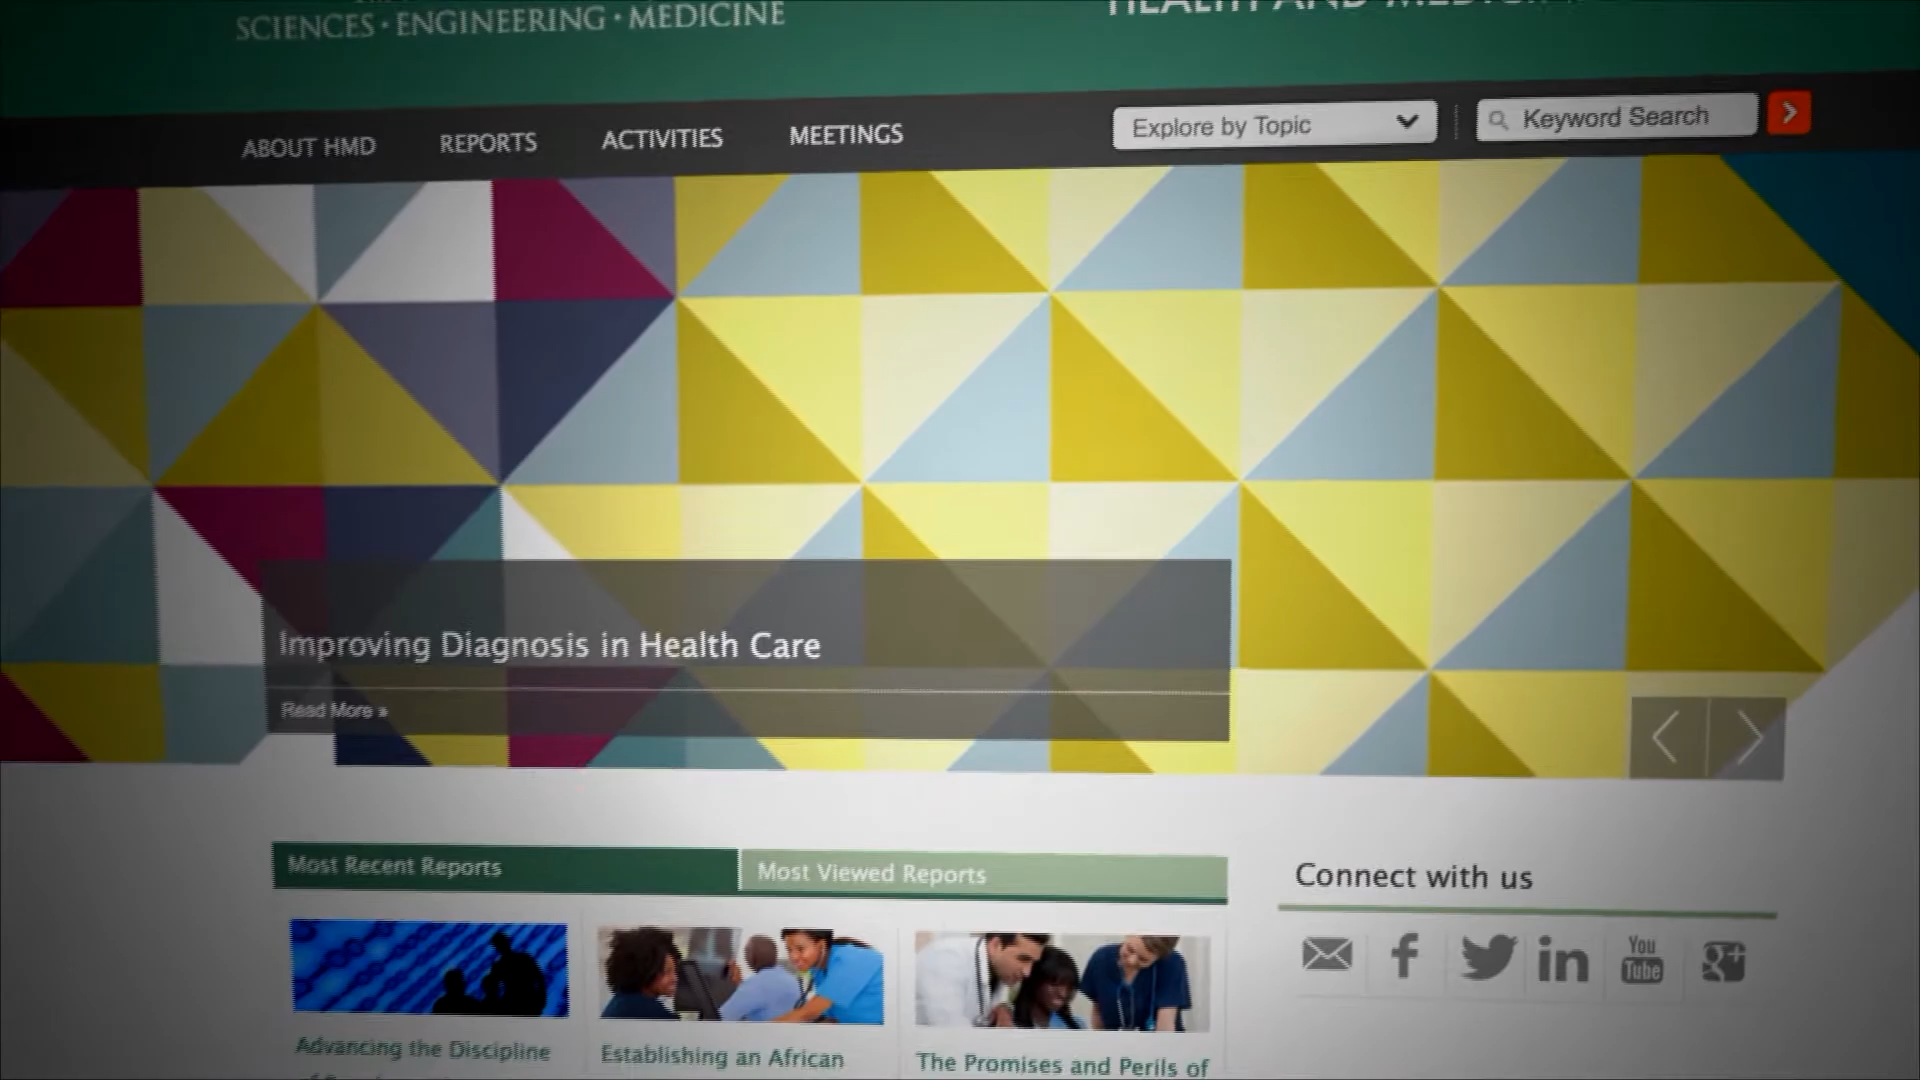 SCIENCES · ENGINEERING · MEDICINE
HEALTH AND
ABOUT HMD
REPORTS
ACTIVITIES
MEETINGS
Explore by Topic
Keyword Search
Improving Diagnosis in Health Care
Read More »
Most Recent Reports
Most Viewed Reports
Connect with us
You
Tube
g+
Advancing the Discipline
Establishing an African
The Promises and Perils of